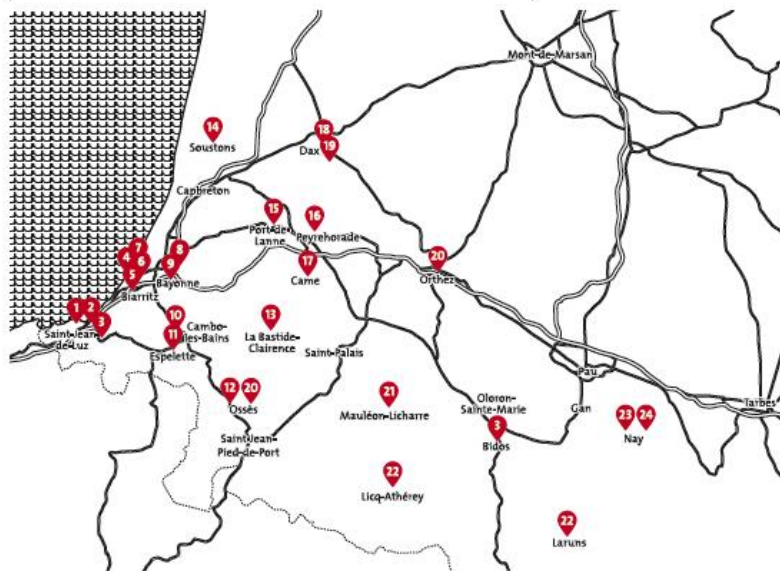 Mont-de-Marsan
14
Soustons
18
Dax
19
Capbreton
15
Port-de-
Lanne
16
Peyrehorade
17
Came
20
Orthez
7
4
6
5
Biarritz
8
9
Bayonne
1
2
3
Saint-Jean-
de-Luz
10
Cambo-
les-Bains
11
Espelette
13
La Bastide-
Clairence
Saint-Palais
12
20
Ossès
Saint-Jean-
Pied-de-Port
21
Mauléon-Licharre
Oloron-
Sainte-Marie
3
Bidos
Pau
Gan
23
24
Nay
Tarbes
22
Licq-Athérey
22
Laruns